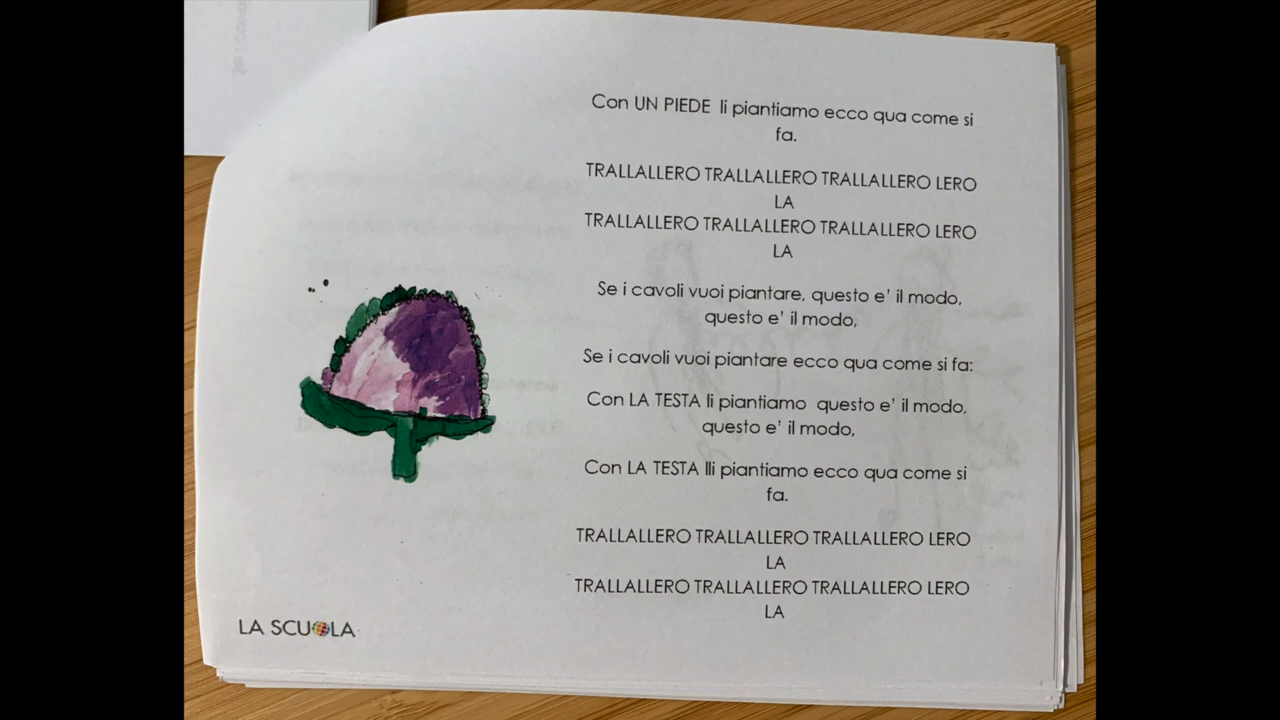 Con UN PIEDE li piantiamo ecco qua come si
fa.
TRALLALLERO TRALLALLERO TRALLALLERO LERO
LA
TRALLALLERO TRALLALLERO TRALLALLERO LERO
LA
Se i cavoli vuoi piantare, questo e' il modo,
questo e' il modo,
Se i cavoli vuoi piantare ecco qua come si fa:
Con LA TESTA li piantiamo questo e' il modo,
questo e' il modo,
Con LA TESTA lli piantiamo ecco qua come si
fa.
TRALLALLERO TRALLALLERO TRALLALLERO LERO
LA
TRALLALLERO TRALLALLERO TRALLALLERO LERO
LA
LA SCUOLA